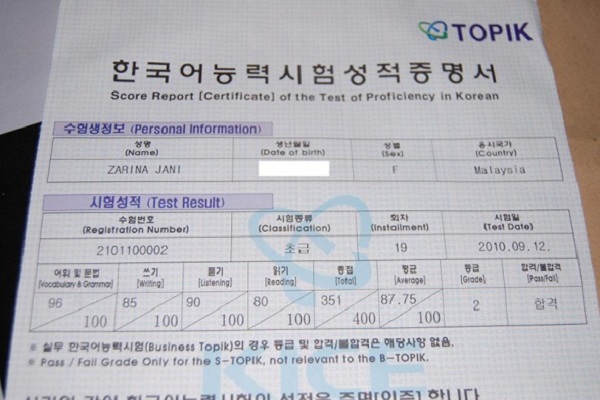 TOPIK
한국어능력시험성적증명서
Score Report [Certificate] of the Test of Proficiency in Korean
수험생정보 (Personal Information)
성명 생년월일 성별 응시국가
(Name) (Date of birth) (Sex) (Country)
ZARINA JANI F Malaysia
시험성적 (Test Result)
수험번호 시험종류 회차 시험일
(Registration Number) (Classification) (Installment) (Test Date)
2101100002 초급 19 2010.09.12.
어휘 및 문법 쓰기 듣기 읽기 총점 평균 등급 합격/불합격
[Vocabulary & Grammar] [Writing] [Listening] [Reading] [Total] [Average] [Grade] Pass/Fail
96 85 90 80 351 87.75 2 합격
100 100 100 100 400 100
※ 실무 한국어능력시험(Business Topik)의 경우 등급 및 합격/불합격은 해당사항 없음.
※ Pass / Fail Grade Only for the S-TOPIK, not relevant to the B-TOPIK.
KICE